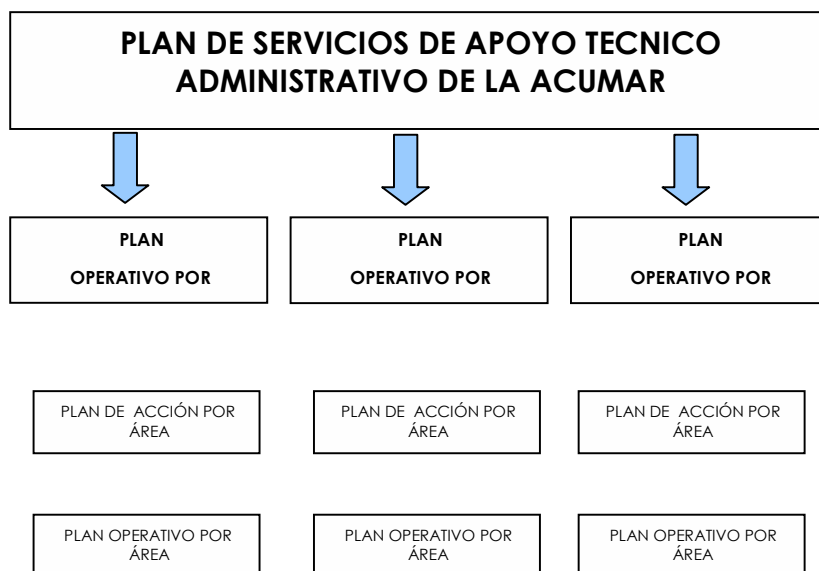 PLAN DE SERVICIOS DE APOYO TECNICO
ADMINISTRATIVO DE LA ACUMAR
PLAN
OPERATIVO POR
PLAN
OPERATIVO POR
PLAN
OPERATIVO POR
PLAN DE ACCIÓN POR
ÁREA
PLAN DE ACCIÓN POR
ÁREA
PLAN DE ACCIÓN POR
ÁREA
PLAN OPERATIVO POR
ÁREA
PLAN OPERATIVO POR
ÁREA
PLAN OPERATIVO POR
ÁREA